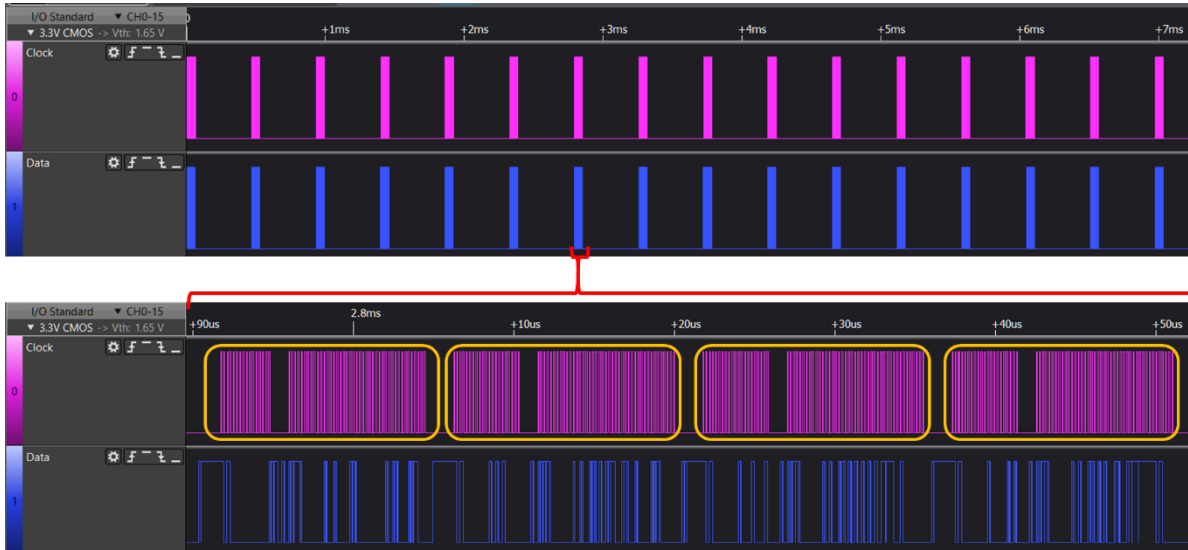 I/O Standard ▼ CH0-15
▼ 3.3V CMOS -> Vth: 1.65 V
+1ms +2ms +3ms +4ms +5ms +6ms +7ms
Clock
0
Data
1
I/O Standard ▼ CH0-15
▼ 3.3V CMOS -> Vth: 1.65 V
+90us 2.8ms +10us +20us +30us +40us +50us
Clock
0
Data
1